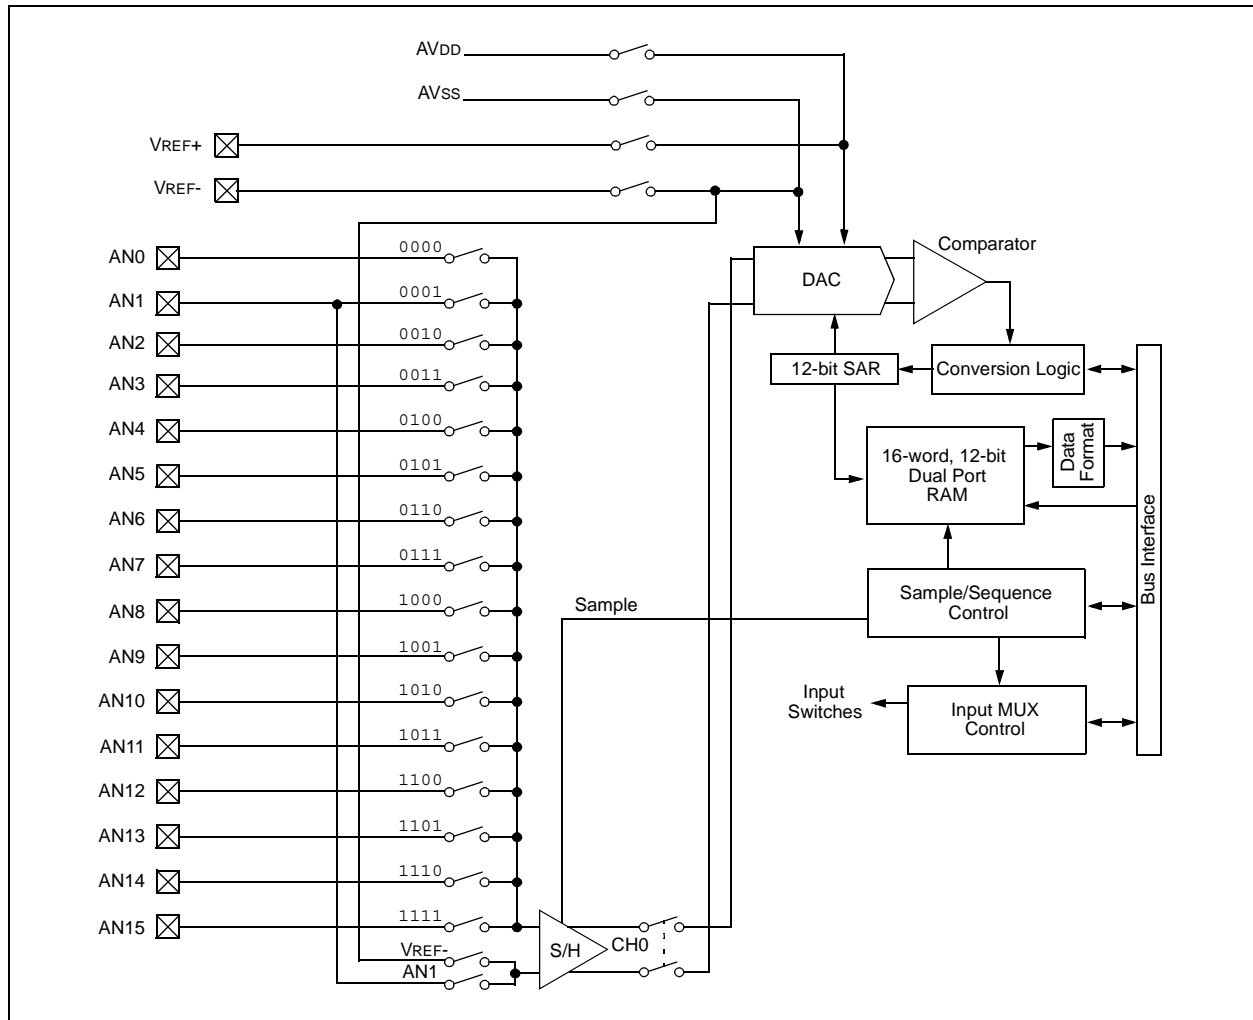 AVDD
AVSS
VREF+
VREF-
AN0
0000
AN1
0001
AN2
0010
AN3
0011
AN4
0100
AN5
0101
AN6
0110
AN7
0111
AN8
1000
AN9
1001
AN10
1010
AN11
1011
AN12
1100
AN13
1101
AN14
1110
AN15
1111
VREF-
AN1
S/H
CH0
DAC
Comparator
12-bit SAR
Conversion Logic
16-word, 12-bit
Dual Port
RAM
Data
Format
Bus Interface
Sample
Sample/Sequence
Control
Input
Switches
Input MUX
Control